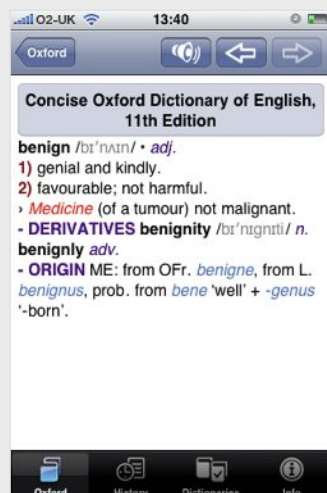 O2-UK 13:40
Oxford
Concise Oxford Dictionary of English,
11th Edition
benign /bɪˈnʌɪn/ • adj.
1) genial and kindly.
2) favourable; not harmful.
› Medicine (of a tumour) not malignant.
- DERIVATIVES benignity /bɪˈnɪɡnɪti/ n.
benignly adv.
- ORIGIN ME: from OFr. benigne, from L.
benignus, prob. from bene ‘well’ + -genus
‘-born’.
Oxford History Dictionaries Info